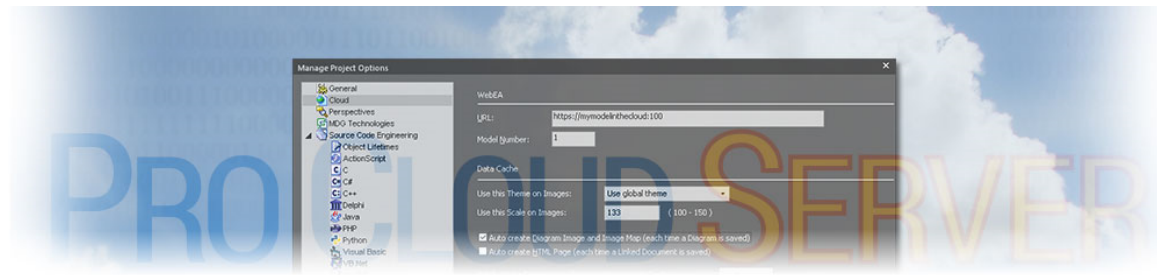 Manage Project Options
General
Cloud
Perspectives
MDG Technologies
Source Code Engineering
Object Lifetimes
ActionScript
C
C#
C++
Delphi
Java
PHP
Python
Visual Basic
VB.Net
WebEA
URL: https://mymodelinthecloud:100
Model Number: 1
Data Cache
Use this Theme on Images: Use global theme
Use this Scale on Images: 133 ( 100 - 150 )
Auto create Diagram Image and Image Map (each time a Diagram is saved)
Auto create HTML Page (each time a Linked Document is saved)
PRO CLOUD SERVER